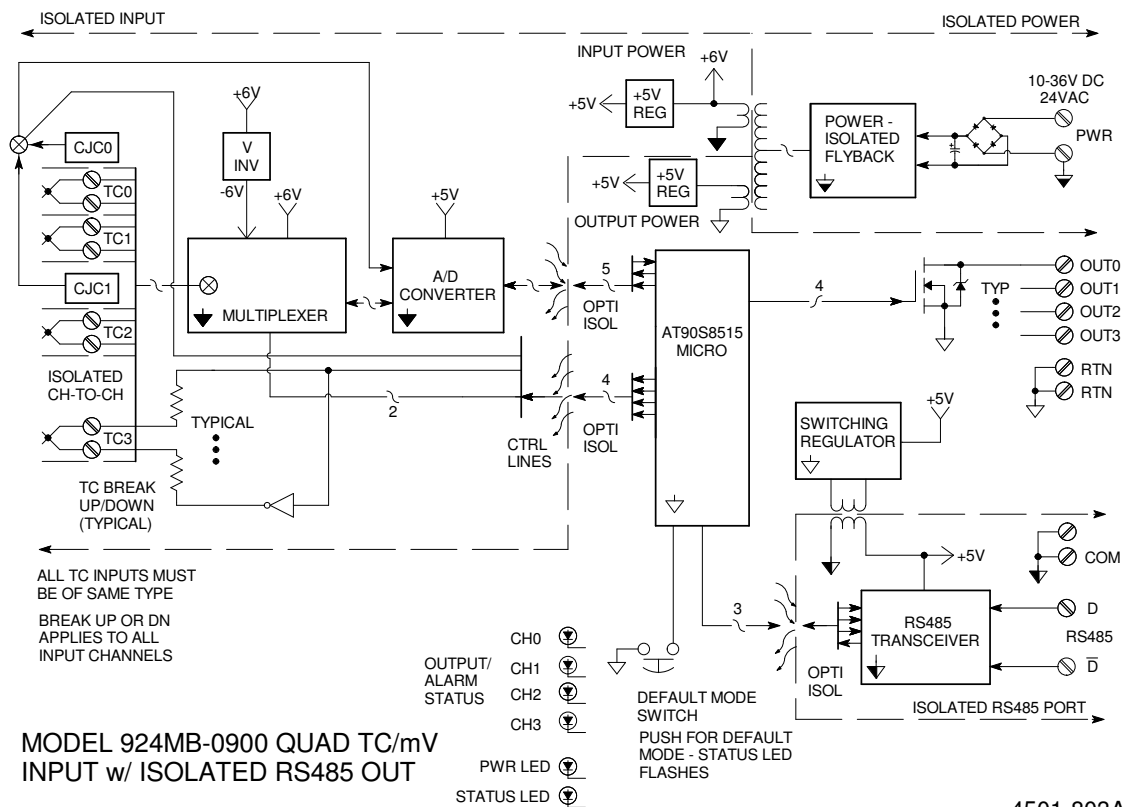 ISOLATED INPUT
ISOLATED POWER
INPUT POWER
+6V
10-36V DC
24VAC
+5V
+5V
REG
POWER -
ISOLATED
FLYBACK
PWR
+6V
V
INV
-6V
+6V
+5V
+5V
+5V
REG
OUTPUT POWER
CJC0
TC0
TC1
CJC1
TC2
ISOLATED
CH-TO-CH
TC3
MULTIPLEXER
A/D
CONVERTER
5
OPTI
ISOL
AT90S8515
MICRO
4
TYP
OUT0
OUT1
OUT2
OUT3
RTN
RTN
4
OPTI
ISOL
2
CTRL
LINES
TYPICAL
TC BREAK
UP/DOWN
(TYPICAL)
SWITCHING
REGULATOR
+5V
+5V
COM
ALL TC INPUTS MUST
BE OF SAME TYPE
BREAK UP OR DN
APPLIES TO ALL
INPUT CHANNELS
3
OPTI
ISOL
RS485
TRANSCEIVER
D
RS485
D̅
ISOLATED RS485 PORT
OUTPUT/
ALARM
STATUS
CH0
CH1
CH2
CH3
PWR LED
STATUS LED
DEFAULT MODE
SWITCH
PUSH FOR DEFAULT
MODE - STATUS LED
FLASHES
MODEL 924MB-0900 QUAD TC/mV
INPUT w/ ISOLATED RS485 OUT